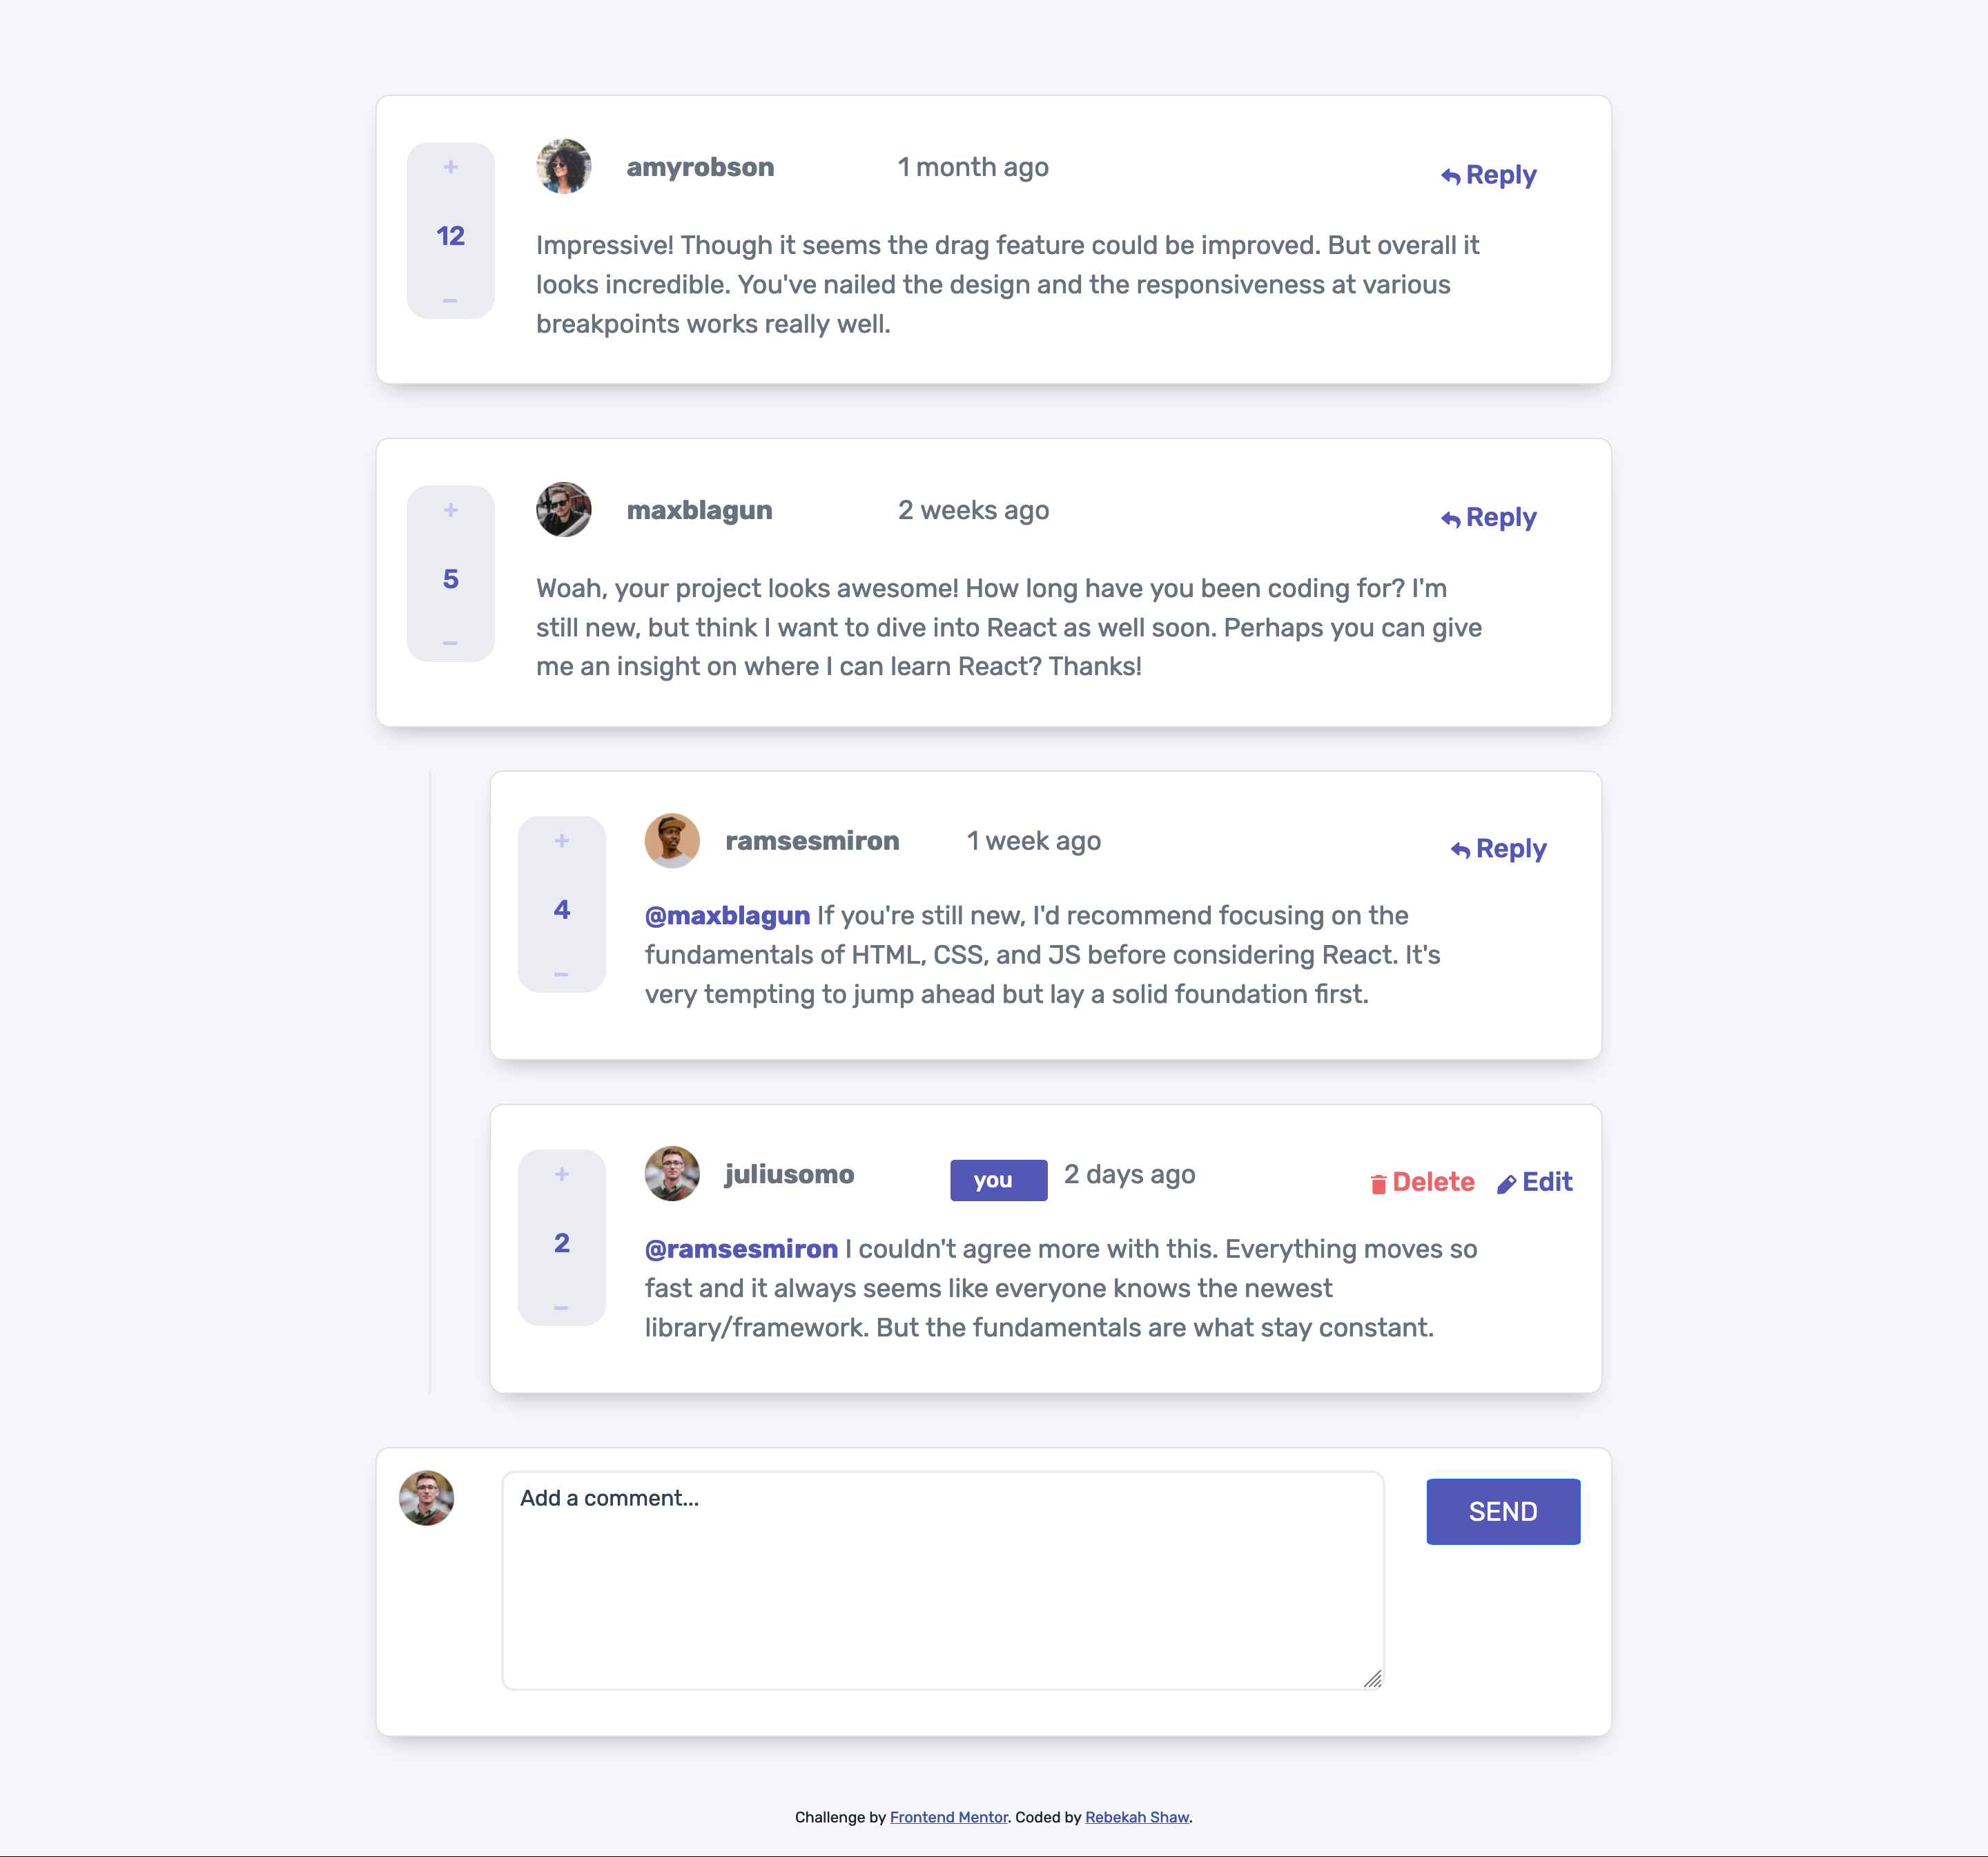 +
12
–
amyrobson
1 month ago
Reply
Impressive! Though it seems the drag feature could be improved. But overall it
looks incredible. You've nailed the design and the responsiveness at various
breakpoints works really well.
+
5
–
maxblagun
2 weeks ago
Reply
Woah, your project looks awesome! How long have you been coding for? I'm
still new, but think I want to dive into React as well soon. Perhaps you can give
me an insight on where I can learn React? Thanks!
+
4
–
ramsesmiron
1 week ago
Reply
@maxblagun If you're still new, I'd recommend focusing on the
fundamentals of HTML, CSS, and JS before considering React. It's
very tempting to jump ahead but lay a solid foundation first.
+
2
–
juliusomo
you
2 days ago
Delete
Edit
@ramsesmiron I couldn't agree more with this. Everything moves so
fast and it always seems like everyone knows the newest
library/framework. But the fundamentals are what stay constant.
Add a comment...
SEND
Challenge by Frontend Mentor. Coded by Rebekah Shaw.